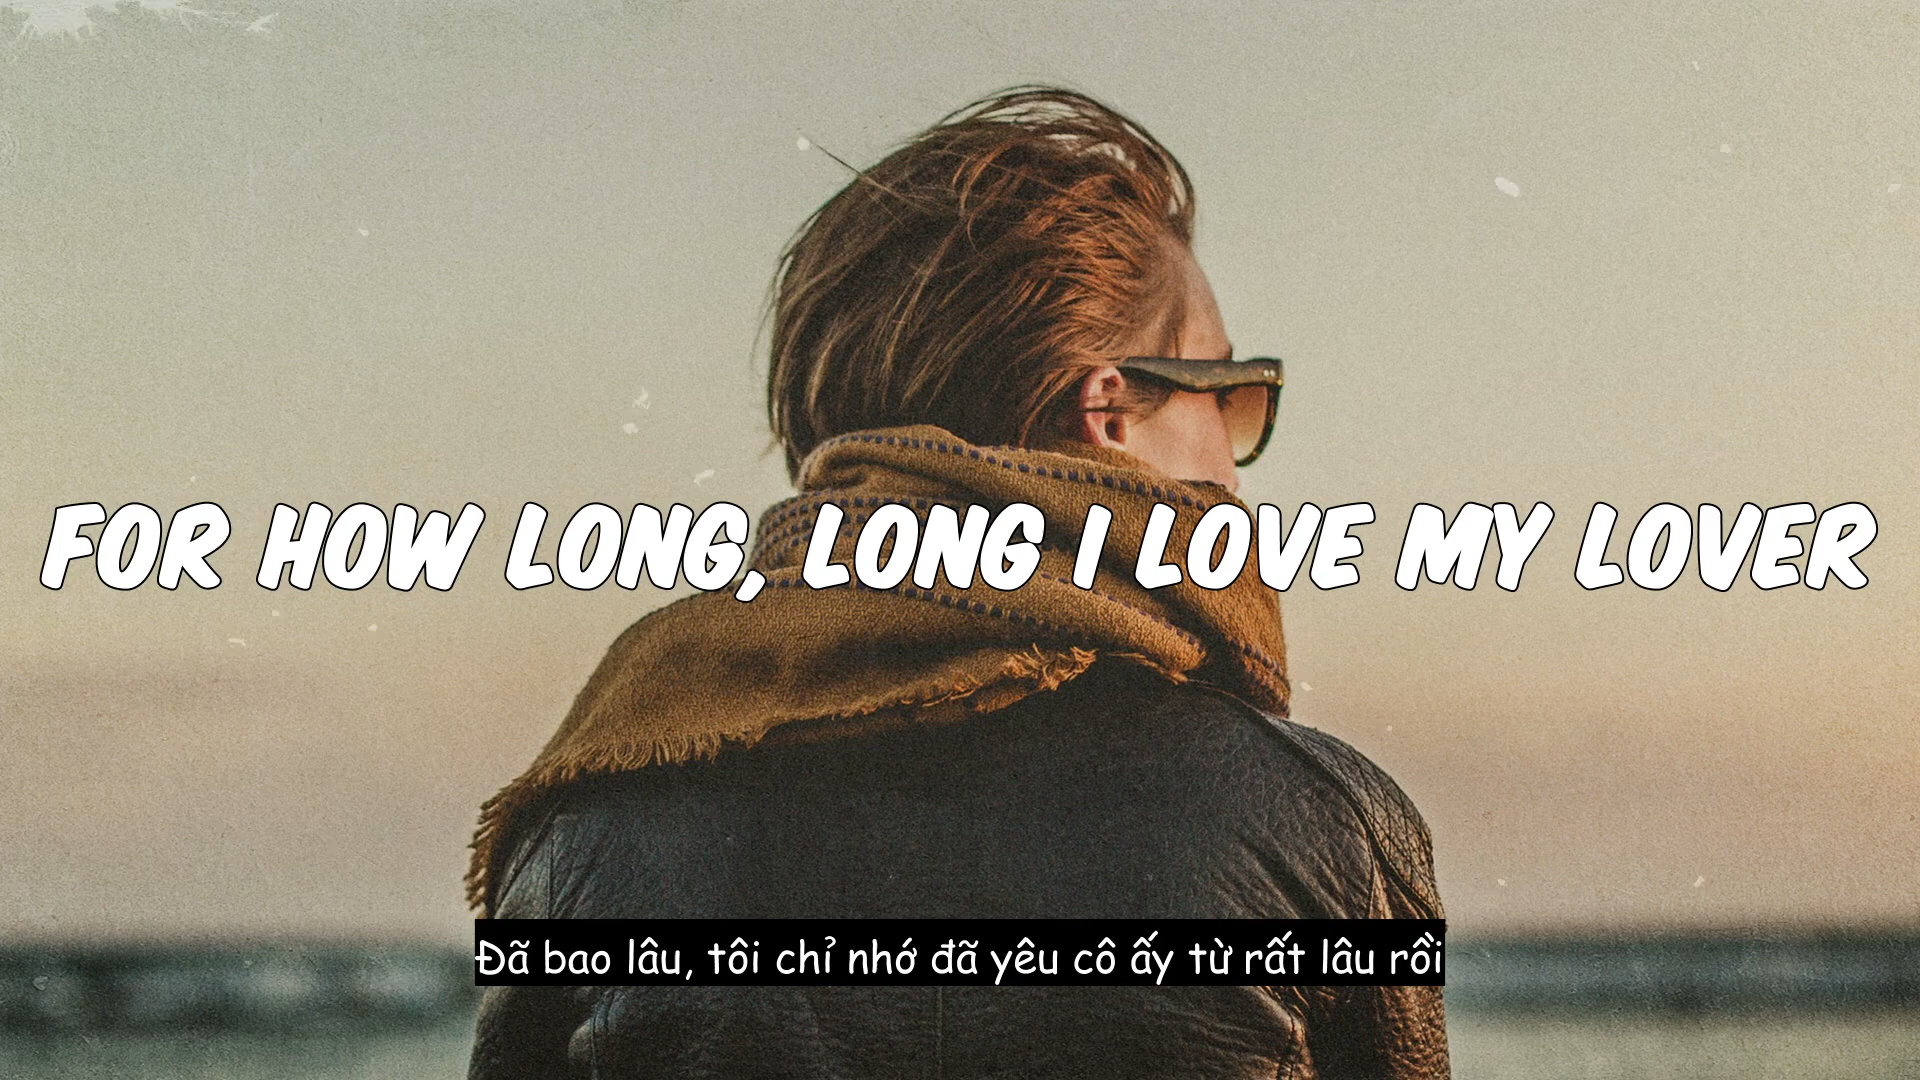 FOR HOW LONG, LONG I LOVE MY LOVER
Đã bao lâu, tôi chỉ nhớ đã yêu cô ấy từ rất lâu rồi